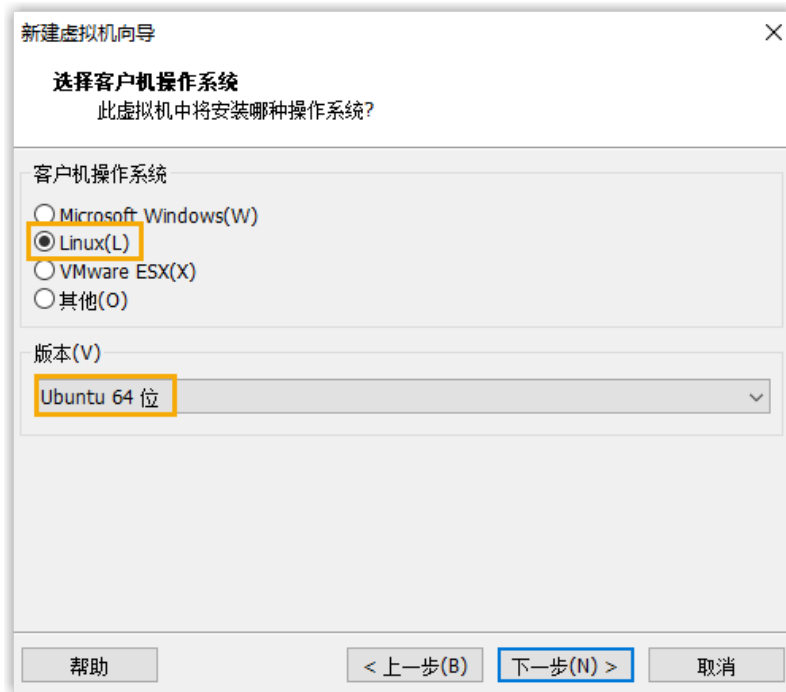 新建虚拟机向导
选择客户机操作系统
此虚拟机中将安装哪种操作系统?
客户机操作系统
Microsoft Windows(W)
Linux(L)
VMware ESX(X)
其他(O)
版本(V)
Ubuntu 64 位
帮助
< 上一步(B)
下一步(N) >
取消